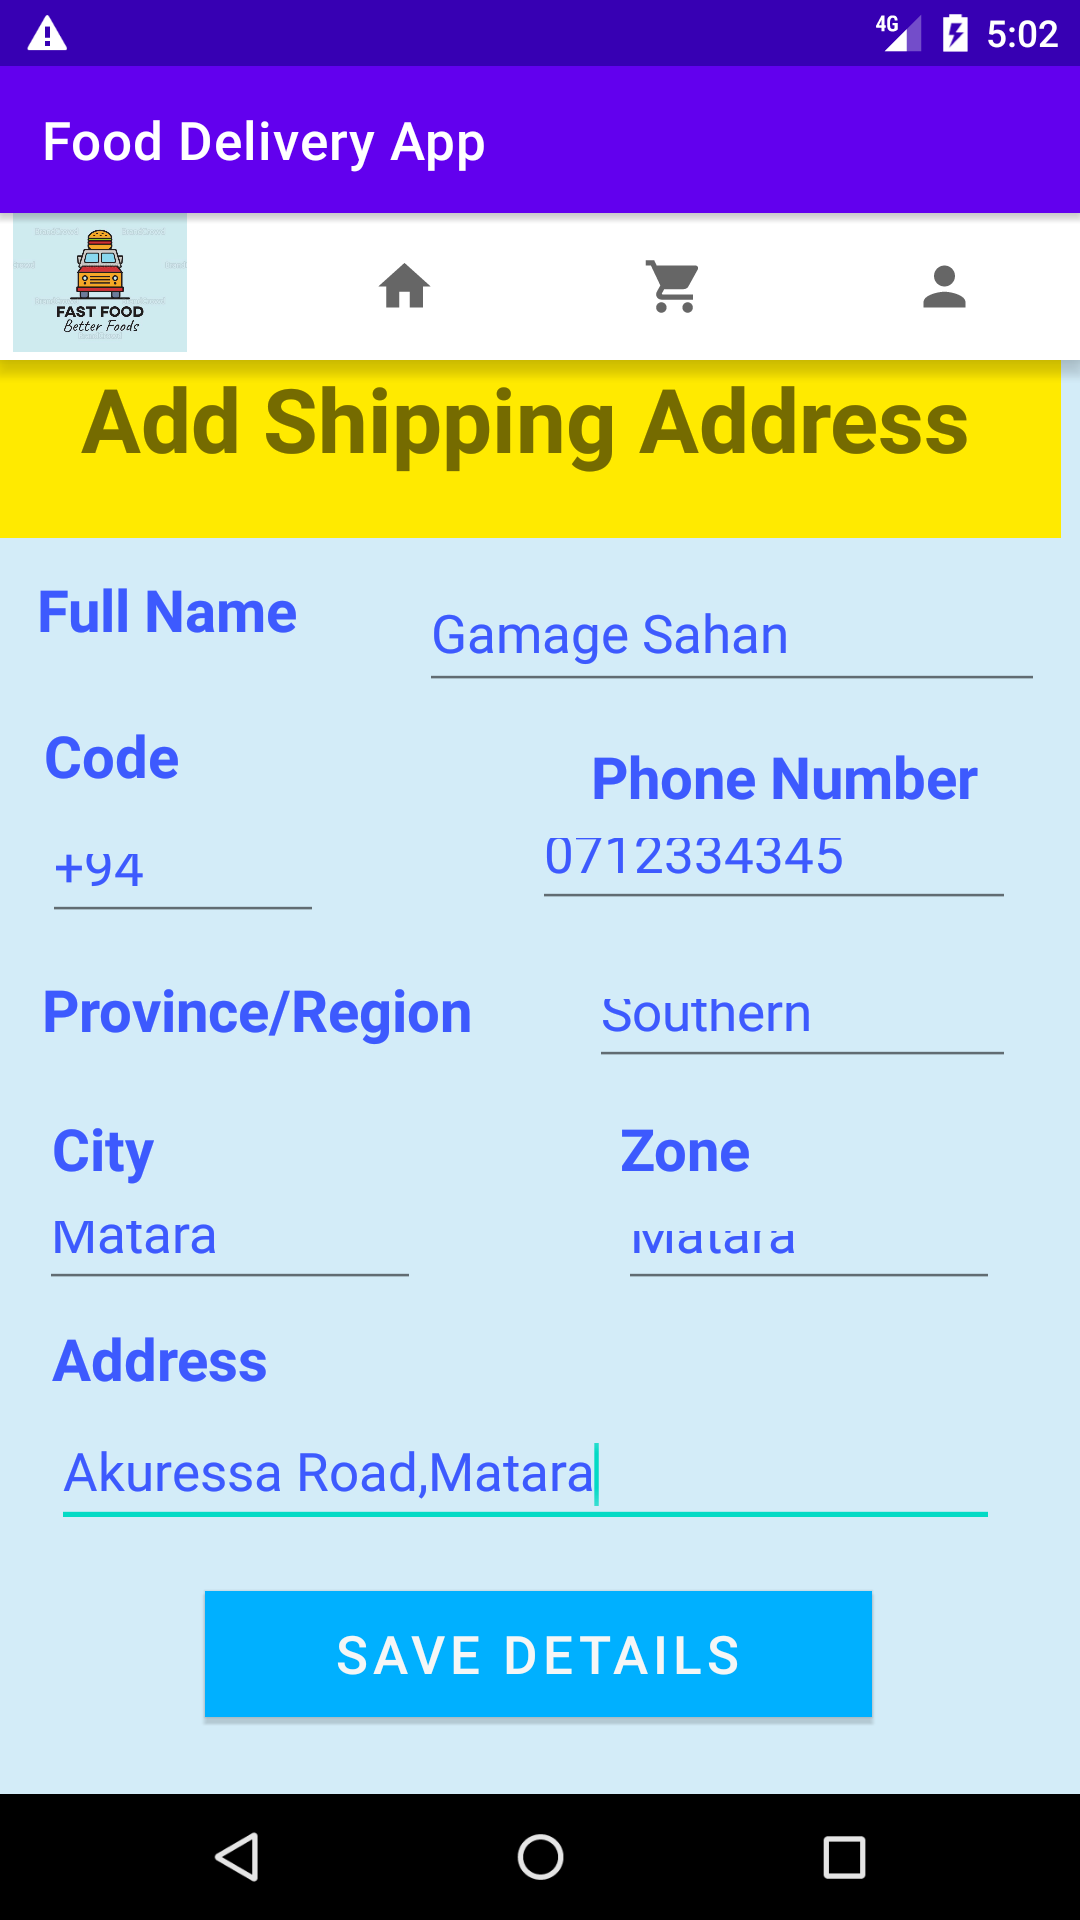 4G 5:02
Food Delivery App
FAST FOOD
Better Foods
Add Shipping Address
Full Name
Gamage Sahan
Code
Phone Number
+94
0712334345
Province/Region
Southern
City
Zone
Matara
Matara
Address
Akuressa Road,Matara
SAVE DETAILS